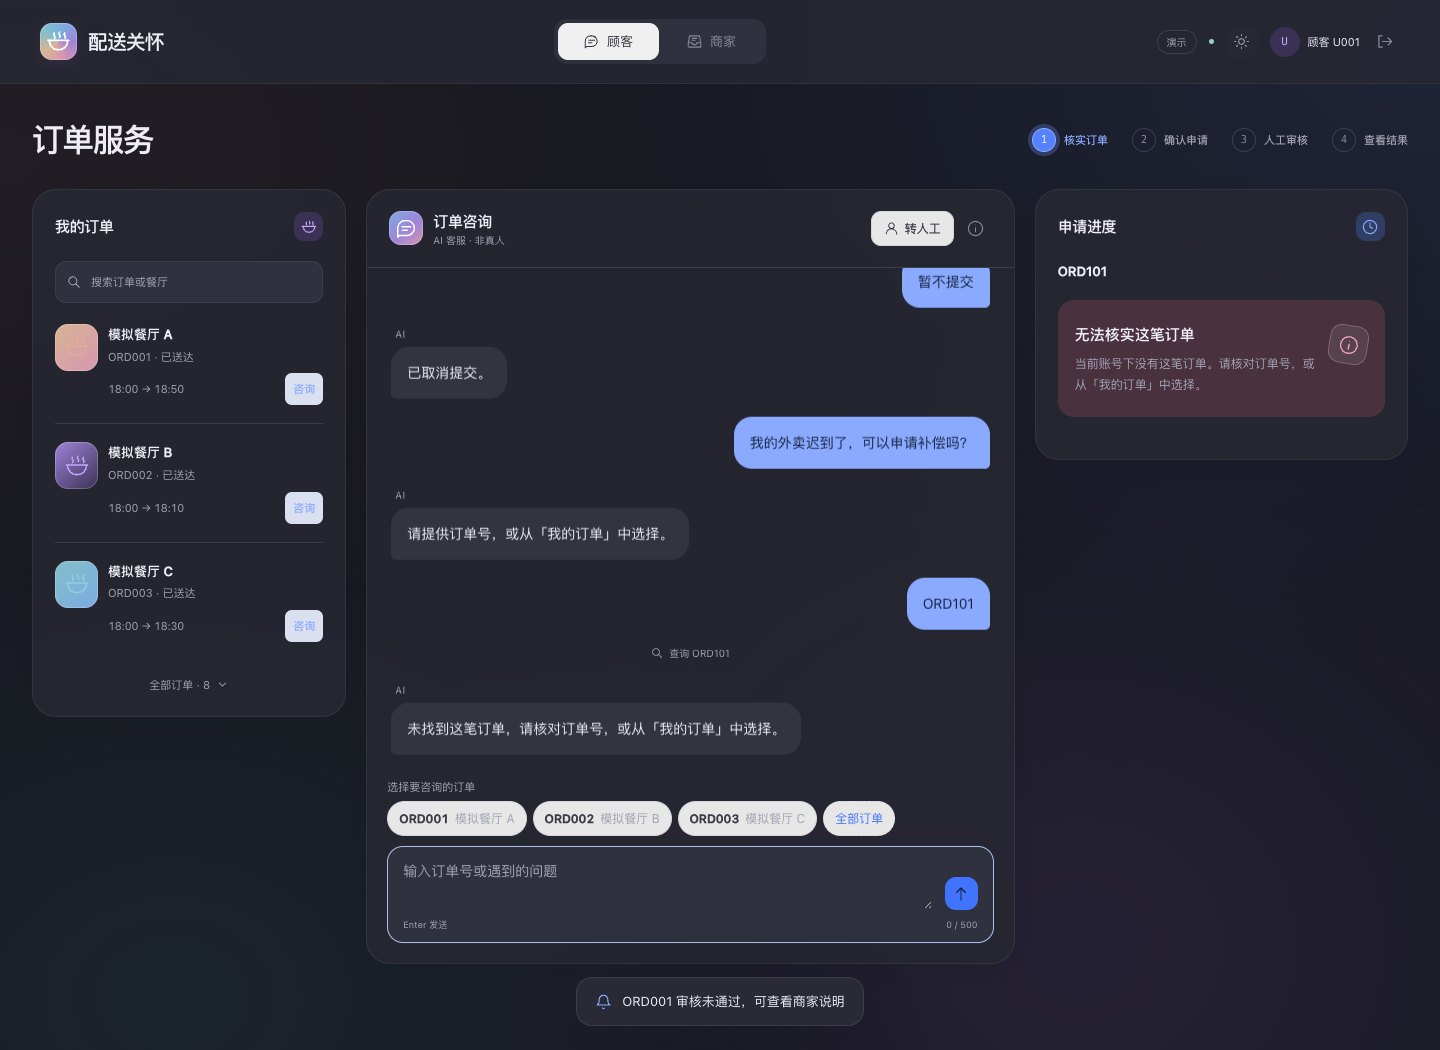 配送关怀
顾客
商家
演示
U
顾客 U001
订单服务
1 核实订单
2 确认申请
3 人工审核
4 查看结果
我的订单
搜索订单或餐厅
模拟餐厅 A
ORD001 · 已送达
18:00 → 18:50
咨询
模拟餐厅 B
ORD002 · 已送达
18:00 → 18:10
咨询
模拟餐厅 C
ORD003 · 已送达
18:00 → 18:30
咨询
全部订单 · 8
订单咨询
AI 客服 · 非真人
转人工
暂不提交
AI
已取消提交。
我的外卖迟到了，可以申请补偿吗？
AI
请提供订单号，或从「我的订单」中选择。
ORD101
查询 ORD101
AI
未找到这笔订单，请核对订单号，或从「我的订单」中选择。
选择要咨询的订单
ORD001 模拟餐厅 A
ORD002 模拟餐厅 B
ORD003 模拟餐厅 C
全部订单
输入订单号或遇到的问题
Enter 发送
0 / 500
申请进度
ORD101
无法核实这笔订单
当前账号下没有这笔订单。请核对订单号，或
从「我的订单」中选择。
ORD001 审核未通过，可查看商家说明